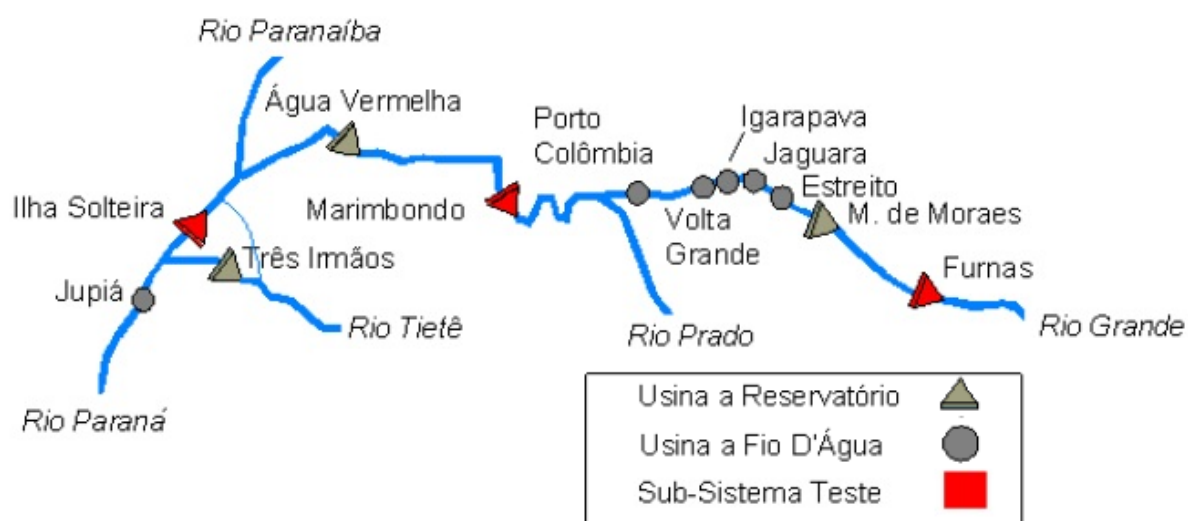 Rio Paranaíba
Água Vermelha
Igarapava
Porto
Colômbia
Jaguara
Estreito
Ilha Solteira
Marimbondo
M. de Moraes
Volta
Grande
Três Irmãos
Furnas
Jupiá
Rio Tietê
Rio Prado
Rio Grande
Rio Paraná
Usina a Reservatório
Usina a Fio D'Água
Sub-Sistema Teste